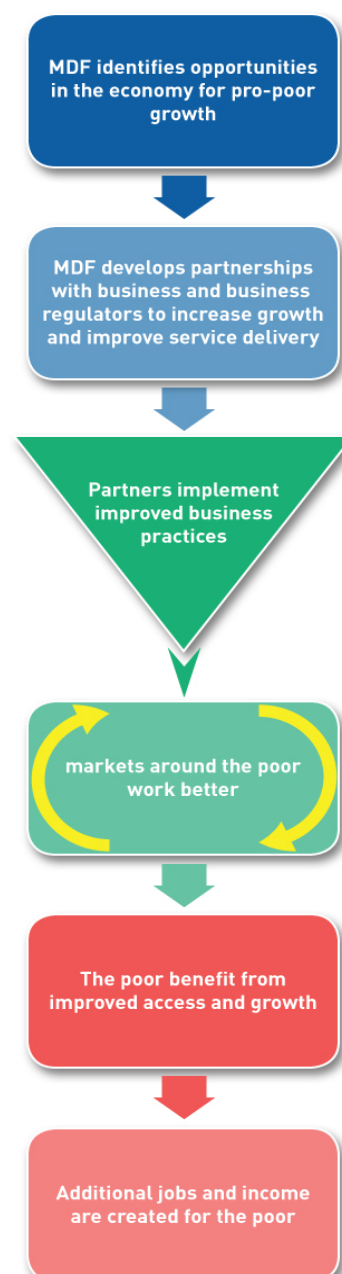 MDF identifies opportunities
in the economy for pro-poor
growth
MDF develops partnerships
with business and business
regulators to increase growth
and improve service delivery
Partners implement
improved business
practices
markets around the poor
work better
The poor benefit from
improved access and growth
Additional jobs and income
are created for the poor